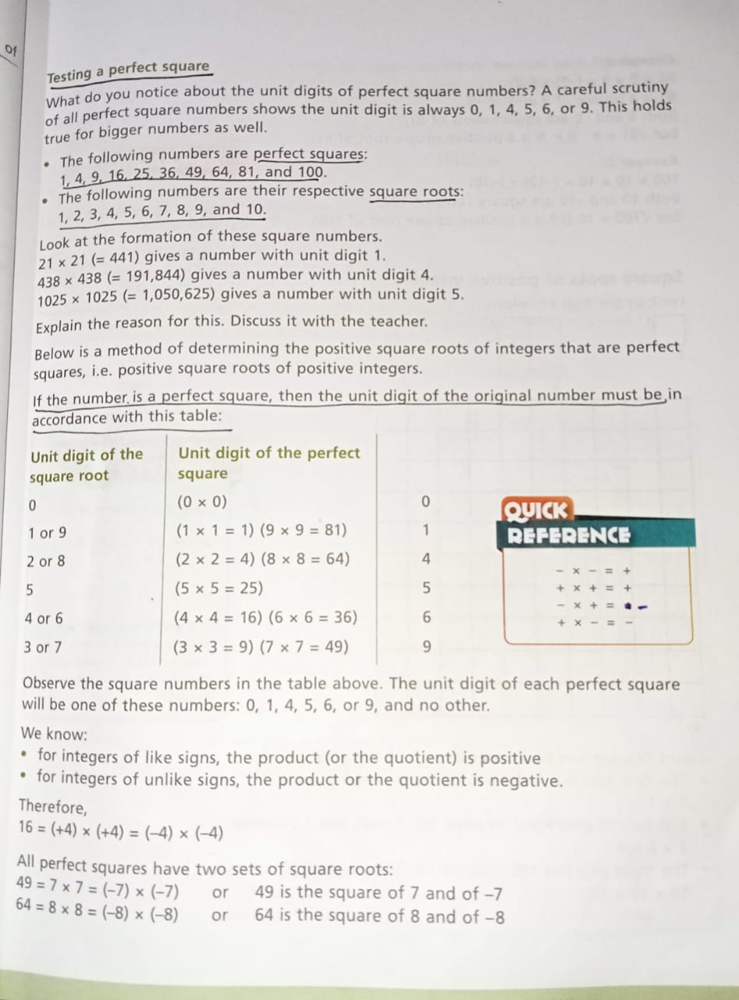 Of
Testing a perfect square
What do you notice about the unit digits of perfect square numbers? A careful scrutiny
of all perfect square numbers shows the unit digit is always 0, 1, 4, 5, 6, or 9. This holds
true for bigger numbers as well.
• The following numbers are perfect squares:
1, 4, 9, 16, 25, 36, 49, 64, 81, and 100.
• The following numbers are their respective square roots:
1, 2, 3, 4, 5, 6, 7, 8, 9, and 10.
Look at the formation of these square numbers.
21 × 21 (= 441) gives a number with unit digit 1.
438 × 438 (= 191,844) gives a number with unit digit 4.
1025 × 1025 (= 1,050,625) gives a number with unit digit 5.
Explain the reason for this. Discuss it with the teacher.
Below is a method of determining the positive square roots of integers that are perfect
squares, i.e. positive square roots of positive integers.
If the number is a perfect square, then the unit digit of the original number must be in
accordance with this table:
Unit digit of the square root | Unit digit of the perfect square
0 (0 × 0) 0
1 or 9 (1 × 1 = 1) (9 × 9 = 81) 1
2 or 8 (2 × 2 = 4) (8 × 8 = 64) 4
5 (5 × 5 = 25) 5
4 or 6 (4 × 4 = 16) (6 × 6 = 36) 6
3 or 7 (3 × 3 = 9) (7 × 7 = 49) 9
QUICK
REFERENCE
− × − = +
+ × + = +
− × + = −
+ × − = −
Observe the square numbers in the table above. The unit digit of each perfect square
will be one of these numbers: 0, 1, 4, 5, 6, or 9, and no other.
We know:
• for integers of like signs, the product (or the quotient) is positive
• for integers of unlike signs, the product or the quotient is negative.
Therefore,
16 = (+4) × (+4) = (−4) × (−4)
All perfect squares have two sets of square roots:
49 = 7 × 7 = (−7) × (−7) or 49 is the square of 7 and of −7
64 = 8 × 8 = (−8) × (−8) or 64 is the square of 8 and of −8